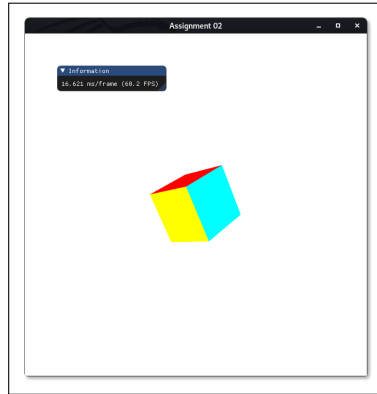 Assignment 02
▼ Information
16.621 ms/frame (60.2 FPS)